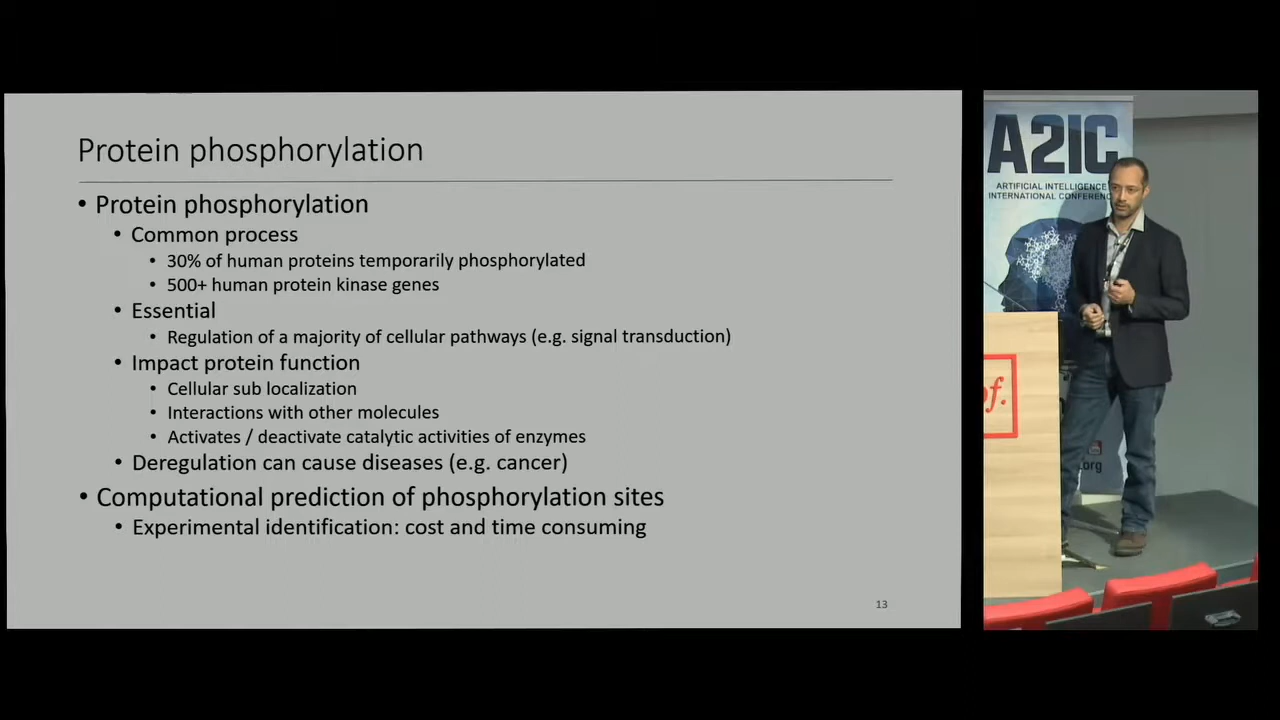 Protein phosphorylation
• Protein phosphorylation
• Common process
• 30% of human proteins temporarily phosphorylated
• 500+ human protein kinase genes
• Essential
• Regulation of a majority of cellular pathways (e.g. signal transduction)
• Impact protein function
• Cellular sub localization
• Interactions with other molecules
• Activates / deactivate catalytic activities of enzymes
• Deregulation can cause diseases (e.g. cancer)
• Computational prediction of phosphorylation sites
• Experimental identification: cost and time consuming
13
A2IC
ARTIFICIAL INTELLIGENCE
INTERNATIONAL
of.
.org